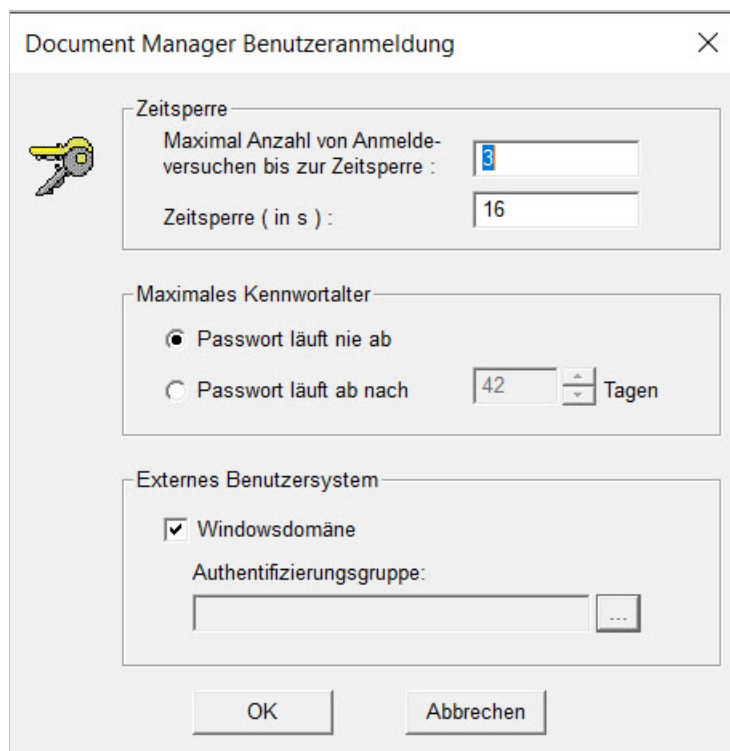 Document Manager Benutzeranmeldung
Zeitsperre
Maximal Anzahl von Anmelde-
versuchen bis zur Zeitsperre :
3
Zeitsperre ( in s ) :
16
Maximales Kennwortalter
Passwort läuft nie ab
Passwort läuft ab nach 42 Tagen
Externes Benutzersystem
Windowsdomäne
Authentifizierungsgruppe:
...
OK Abbrechen